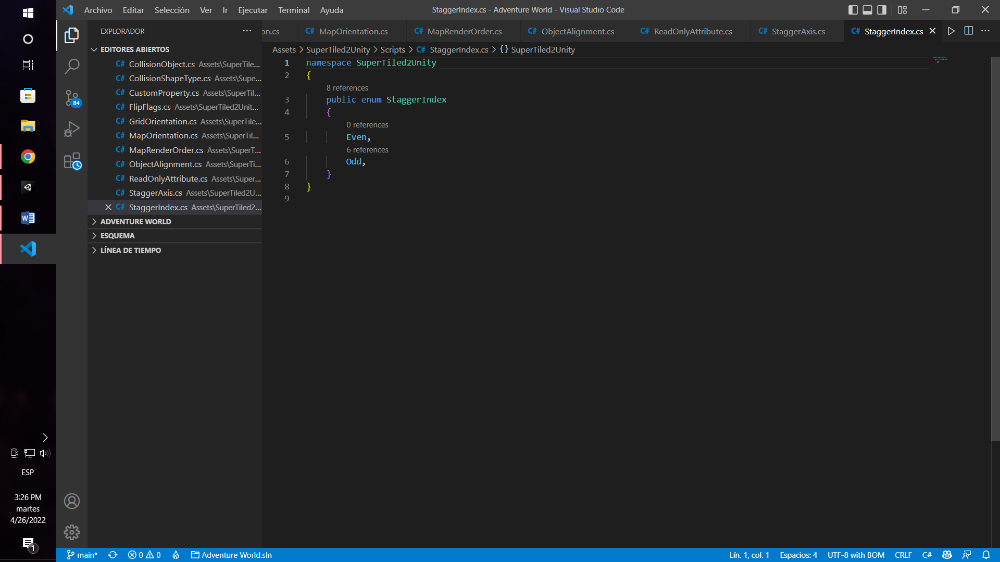 Archivo Editar Selección Ver Ir Ejecutar Terminal Ayuda
StaggerIndex.cs - Adventure World - Visual Studio Code
EXPLORADOR
on.cs
C# MapOrientation.cs
C# MapRenderOrder.cs
C# ObjectAlignment.cs
C# ReadOnlyAttribute.cs
C# StaggerAxis.cs
C# StaggerIndex.cs
EDITORES ABIERTOS
C# CollisionObject.cs Assets\SuperTile...
C# CollisionShapeType.cs Assets\Supe...
C# CustomProperty.cs Assets\SuperTil...
C# FlipFlags.cs Assets\SuperTiled2Unit...
C# GridOrientation.cs Assets\SuperTile...
C# MapOrientation.cs Assets\SuperTil...
C# MapRenderOrder.cs Assets\SuperT...
C# ObjectAlignment.cs Assets\SuperTi...
C# ReadOnlyAttribute.cs Assets\Super...
C# StaggerAxis.cs Assets\SuperTiled2U...
C# StaggerIndex.cs Assets\SuperTiled2...
ADVENTURE WORLD
ESQUEMA
LÍNEA DE TIEMPO
84
Assets > SuperTiled2Unity > Scripts > C# StaggerIndex.cs > {} SuperTiled2Unity
1 namespace SuperTiled2Unity
2 {
8 references
3 public enum StaggerIndex
4 {
0 references
5 Even,
6 references
6 Odd,
7 }
8 }
9
W
ESP
3:26 PM
martes
4/26/2022
1
main* 0 0 Adventure World.sln
Lín. 1, col. 1 Espacios: 4 UTF-8 with BOM CRLF C#